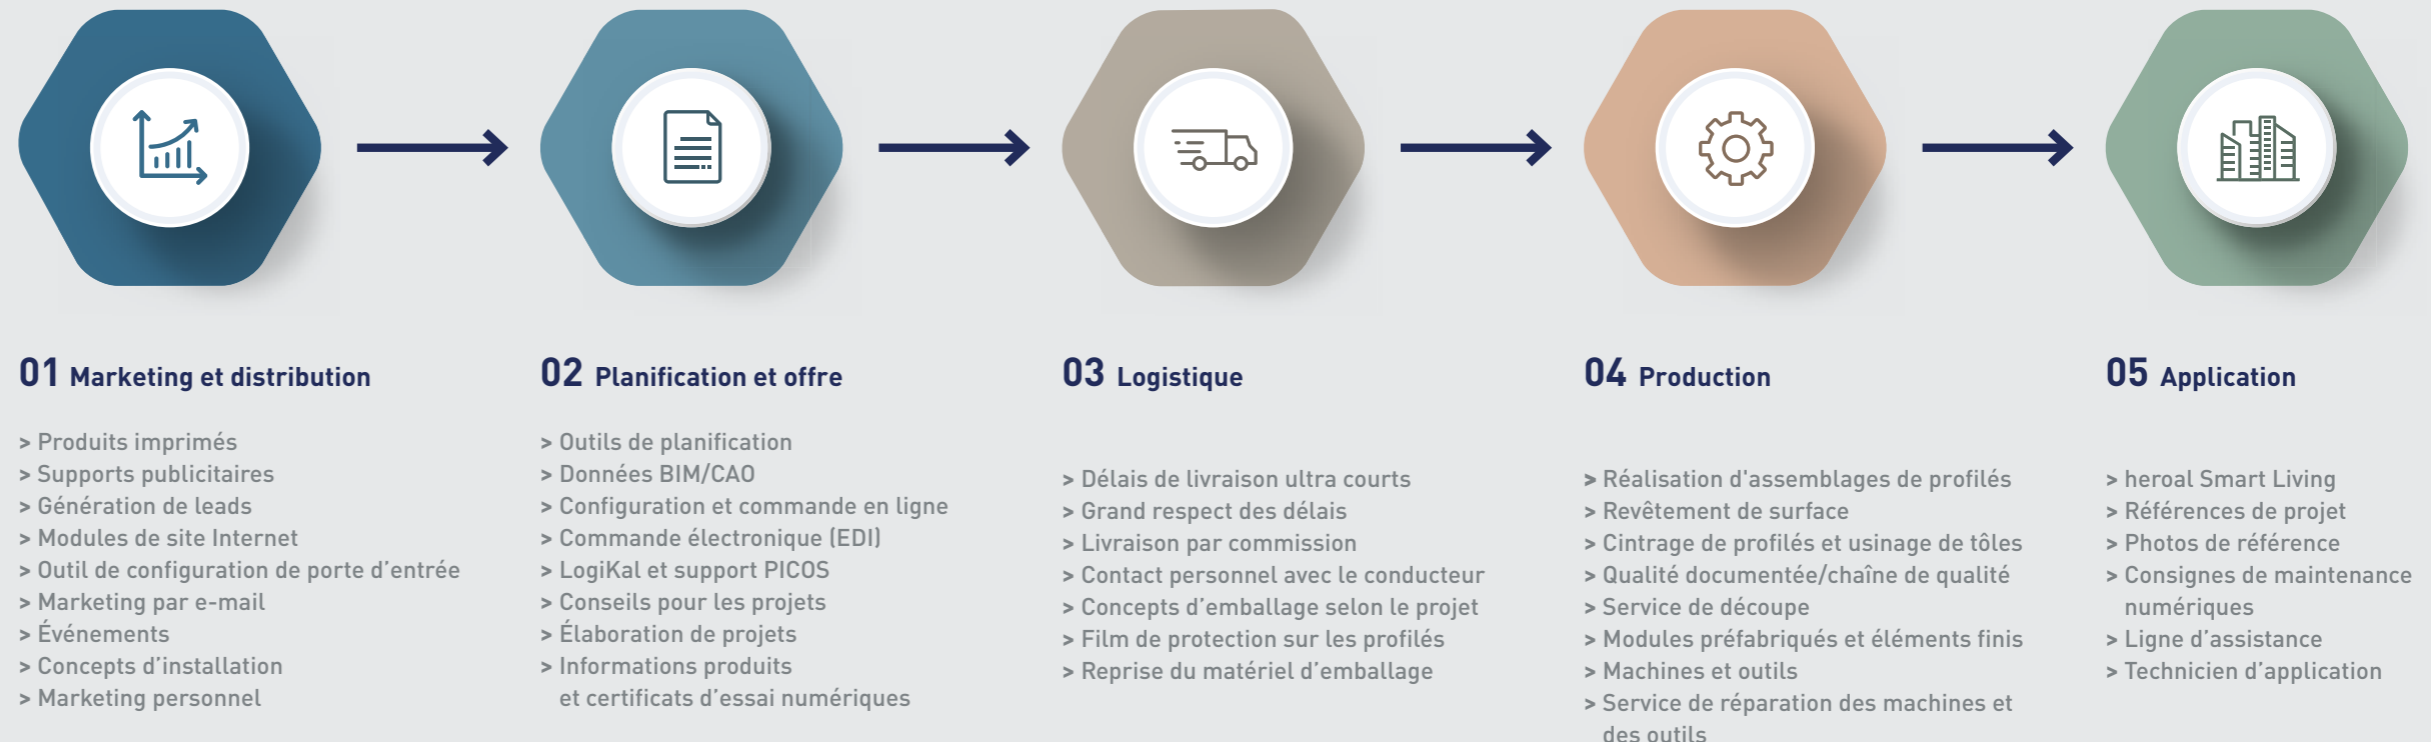 01 Marketing et distribution
> Produits imprimés
> Supports publicitaires
> Génération de leads
> Modules de site Internet
> Outil de configuration de porte d’entrée
> Marketing par e-mail
> Événements
> Concepts d’installation
> Marketing personnel
02 Planification et offre
> Outils de planification
> Données BIM/CAO
> Configuration et commande en ligne
> Commande électronique (EDI)
> LogiKal et support PICOS
> Conseils pour les projets
> Élaboration de projets
> Informations produits
et certificats d’essai numériques
03 Logistique
> Délais de livraison ultra courts
> Grand respect des délais
> Livraison par commission
> Contact personnel avec le conducteur
> Concepts d’emballage selon le projet
> Film de protection sur les profilés
> Reprise du matériel d’emballage
04 Production
> Réalisation d'assemblages de profilés
> Revêtement de surface
> Cintrage de profilés et usinage de tôles
> Qualité documentée/chaîne de qualité
> Service de découpe
> Modules préfabriqués et éléments finis
> Machines et outils
> Service de réparation des machines et
des outils
05 Application
> heroal Smart Living
> Références de projet
> Photos de référence
> Consignes de maintenance
numériques
> Ligne d’assistance
> Technicien d’application